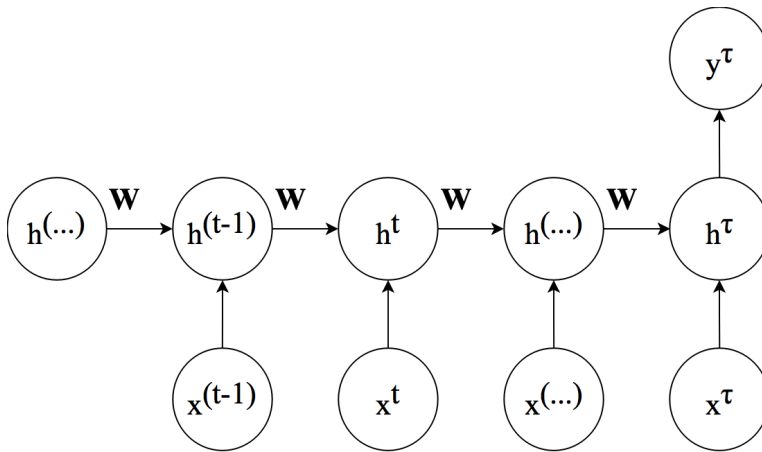 y^τ
W W W W
h^(...) h^(t-1) h^t h^(...) h^τ
x^(t-1) x^t x^(...) x^τ